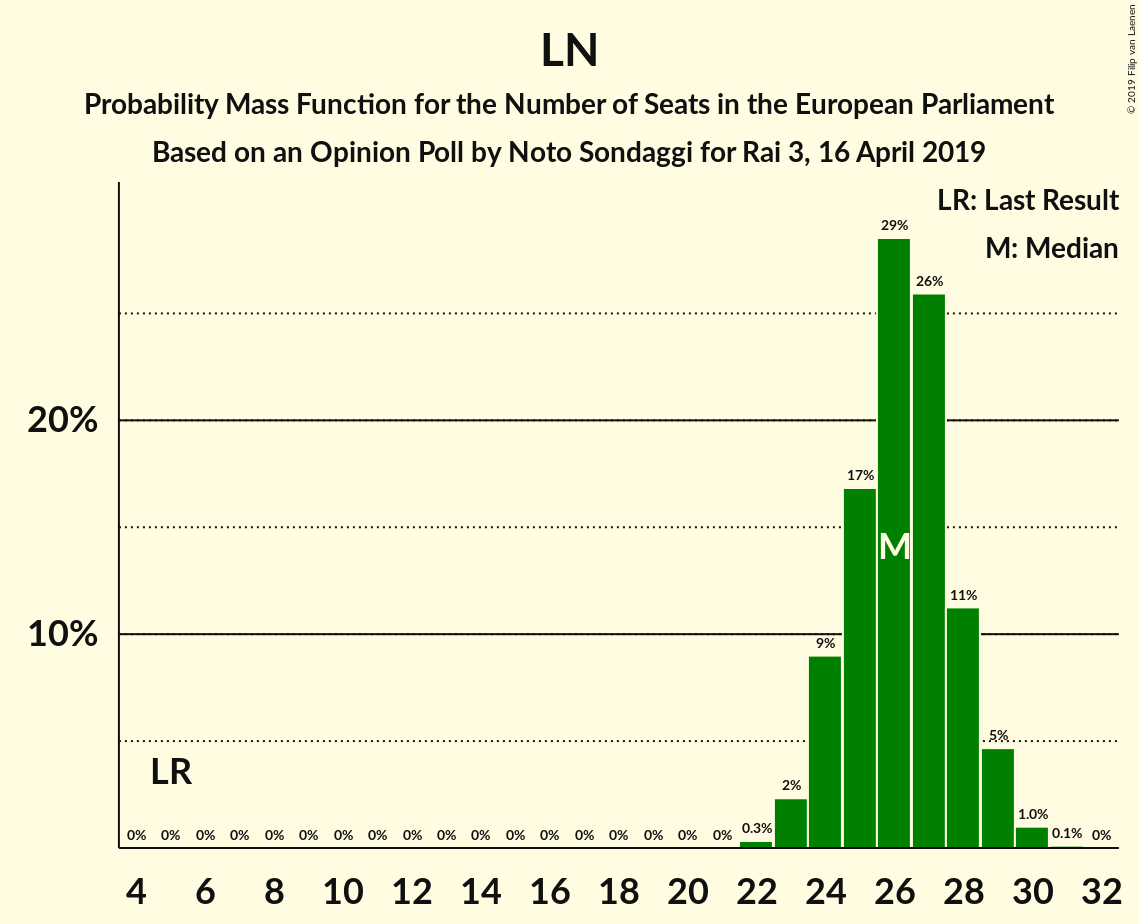 LN
Probability Mass Function for the Number of Seats in the European Parliament
Based on an Opinion Poll by Noto Sondaggi for Rai 3, 16 April 2019
© 2019 Filip van Laenen
LR: Last Result
M: Median
29%
26%
20%
17%
M
11%
10%
9%
5%
LR
2%
0% 0% 0% 0% 0% 0% 0% 0% 0% 0% 0% 0% 0% 0% 0% 0% 0% 0% 0.3% 1.0% 0.1% 0%
4 6 8 10 12 14 16 18 20 22 24 26 28 30 32